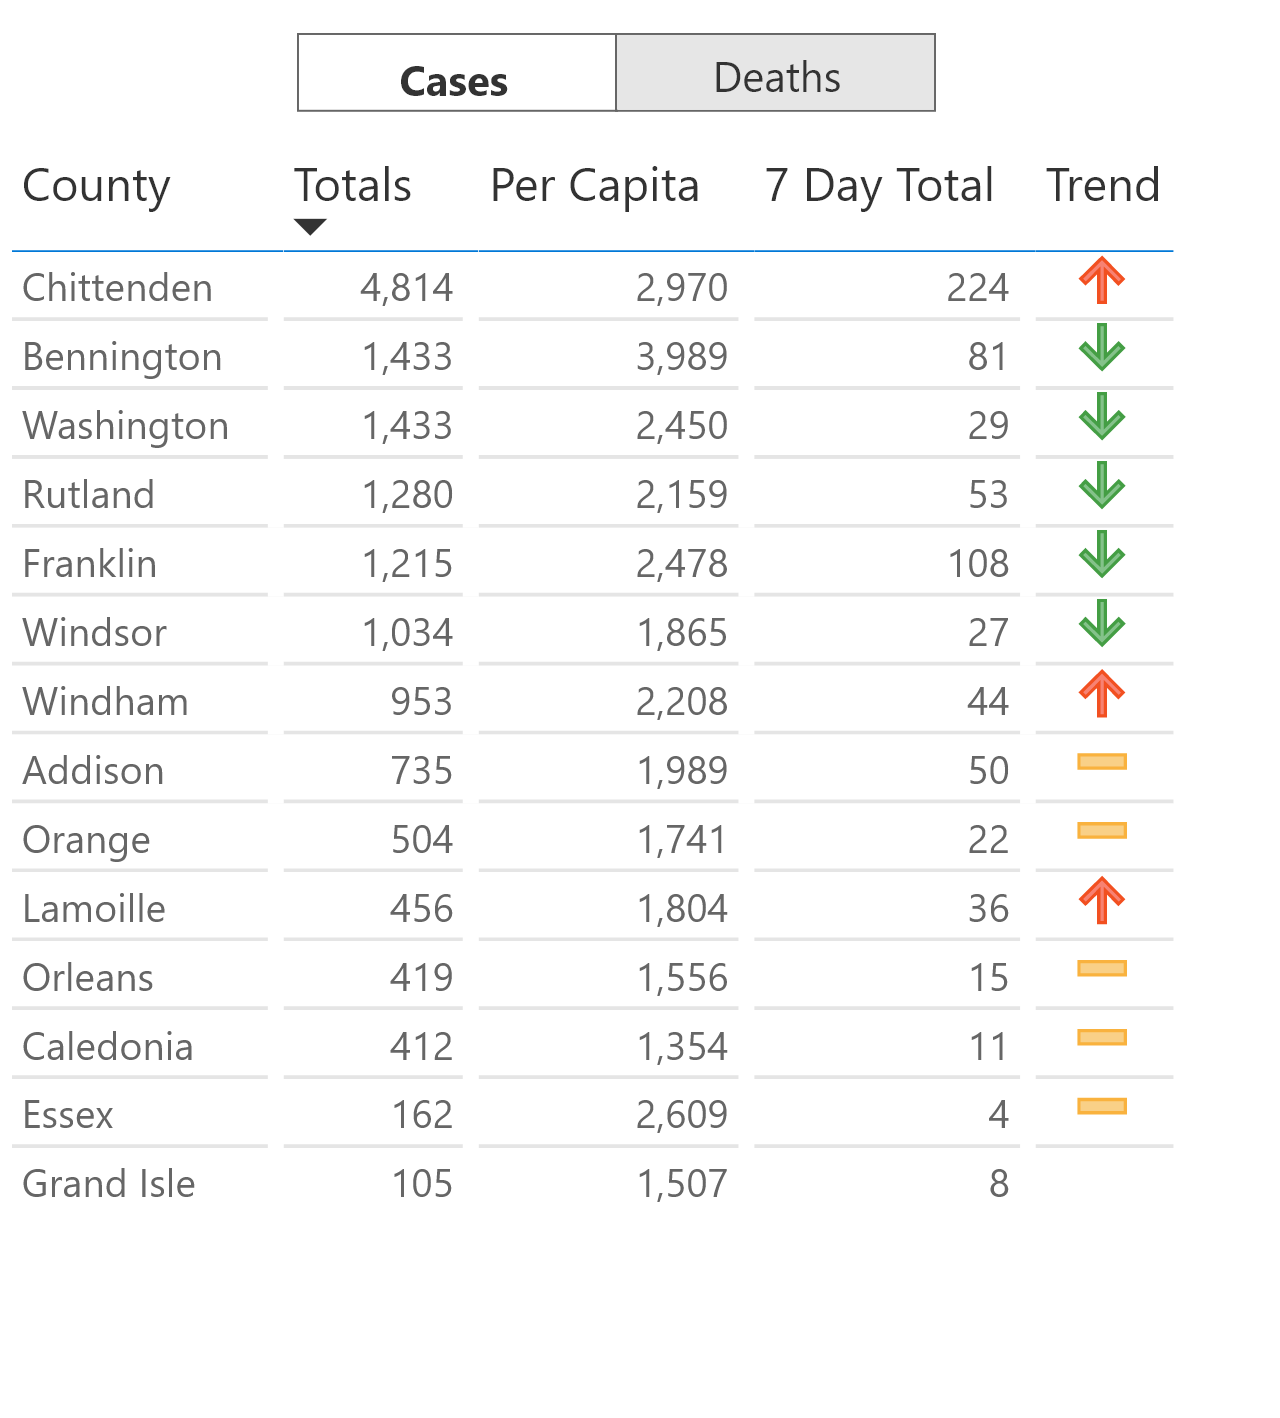 Cases Deaths
County Totals Per Capita 7 Day Total Trend
Chittenden 4,814 2,970 224
Bennington 1,433 3,989 81
Washington 1,433 2,450 29
Rutland 1,280 2,159 53
Franklin 1,215 2,478 108
Windsor 1,034 1,865 27
Windham 953 2,208 44
Addison 735 1,989 50
Orange 504 1,741 22
Lamoille 456 1,804 36
Orleans 419 1,556 15
Caledonia 412 1,354 11
Essex 162 2,609 4
Grand Isle 105 1,507 8